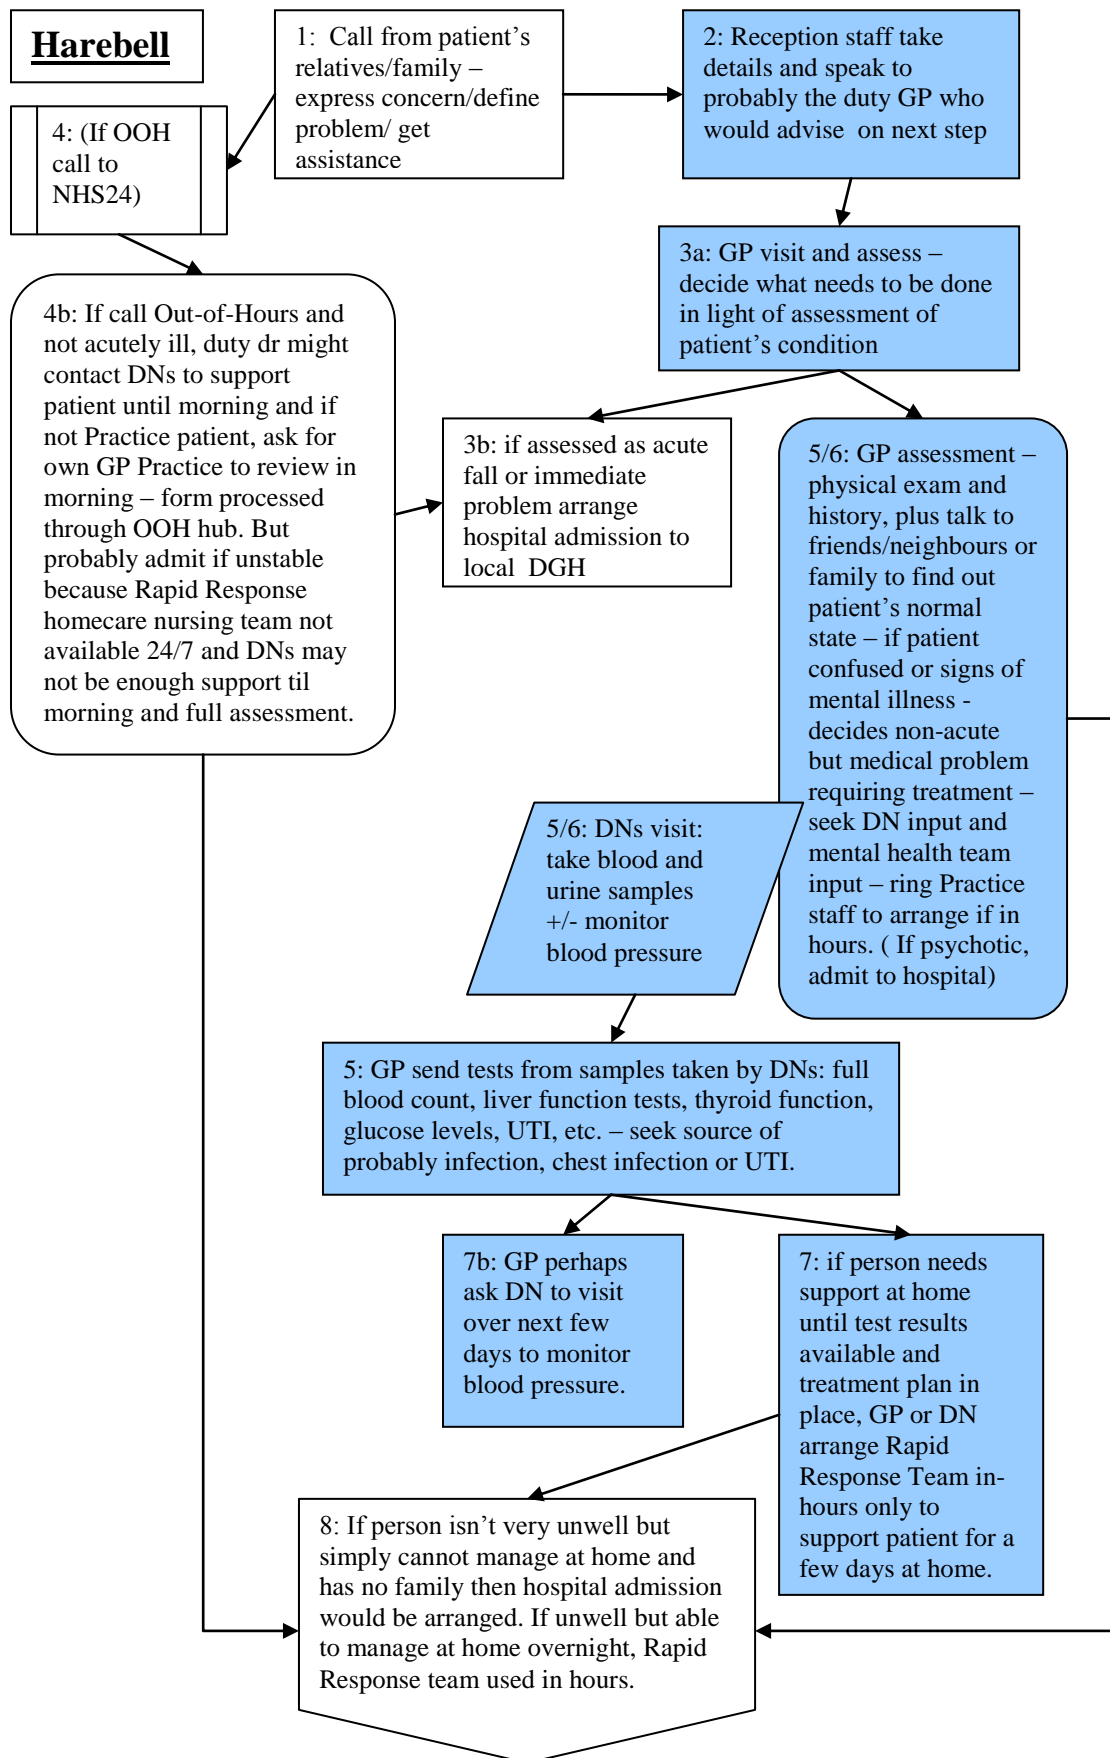 Harebell
1:  Call from patient’s
relatives/family –
express concern/define
problem/ get
assistance
2: Reception staff take
details and speak to
probably the duty GP who
would advise  on next step
4: (If OOH
call to
NHS24)
3a: GP visit and assess –
decide what needs to be done
in light of assessment of
patient’s condition
4b: If call Out-of-Hours and
not acutely ill, duty dr might
contact DNs to support
patient until morning and if
not Practice patient, ask for
own GP Practice to review in
morning – form processed
through OOH hub. But
probably admit if unstable
because Rapid Response
homecare nursing team not
available 24/7 and DNs may
not be enough support til
morning and full assessment.
3b: if assessed as acute
fall or immediate
problem arrange
hospital admission to
local  DGH
5/6: GP assessment –
physical exam and
history, plus talk to
friends/neighbours or
family to find out
patient’s normal
state – if patient
confused or signs of
mental illness -
decides non-acute
but medical problem
requiring treatment –
seek DN input and
mental health team
input – ring Practice
staff to arrange if in
hours. ( If psychotic,
admit to hospital)
5/6: DNs visit:
take blood and
urine samples
+/- monitor
blood pressure
5: GP send tests from samples taken by DNs: full
blood count, liver function tests, thyroid function,
glucose levels, UTI, etc. – seek source of
probably infection, chest infection or UTI.
7b: GP perhaps
ask DN to visit
over next few
days to monitor
blood pressure.
7: if person needs
support at home
until test results
available and
treatment plan in
place, GP or DN
arrange Rapid
Response Team in-
hours only to
support patient for a
few days at home.
8: If person isn’t very unwell but
simply cannot manage at home and
has no family then hospital admission
would be arranged. If unwell but able
to manage at home overnight, Rapid
Response team used in hours.